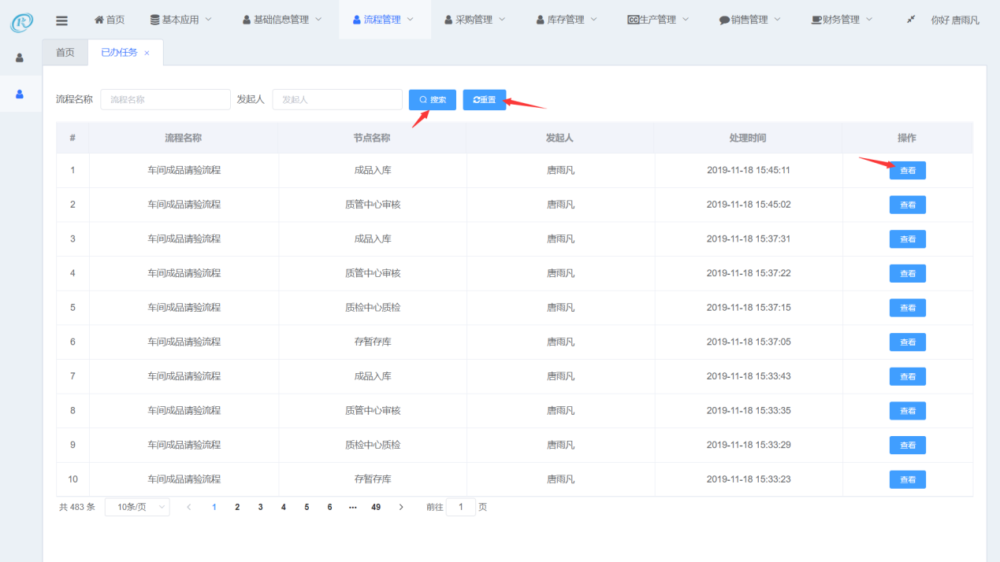 首页 基本应用 基础信息管理 流程管理 采购管理 库存管理 生产管理 销售管理 财务管理 你好 唐雨凡
首页 已办任务 ×
流程名称 流程名称 发起人 发起人 搜索 重置
# 流程名称 节点名称 发起人 处理时间 操作
1 车间成品请验流程 成品入库 唐雨凡 2019-11-18 15:45:11 查看
2 车间成品请验流程 质管中心审核 唐雨凡 2019-11-18 15:45:02 查看
3 车间成品请验流程 成品入库 唐雨凡 2019-11-18 15:37:31 查看
4 车间成品请验流程 质管中心审核 唐雨凡 2019-11-18 15:37:22 查看
5 车间成品请验流程 质检中心质检 唐雨凡 2019-11-18 15:37:15 查看
6 车间成品请验流程 存暂存库 唐雨凡 2019-11-18 15:37:05 查看
7 车间成品请验流程 成品入库 唐雨凡 2019-11-18 15:33:43 查看
8 车间成品请验流程 质管中心审核 唐雨凡 2019-11-18 15:33:35 查看
9 车间成品请验流程 质检中心质检 唐雨凡 2019-11-18 15:33:29 查看
10 车间成品请验流程 存暂存库 唐雨凡 2019-11-18 15:33:23 查看
共 483 条 10条/页 < 1 2 3 4 5 6 ··· 49 > 前往 1 页